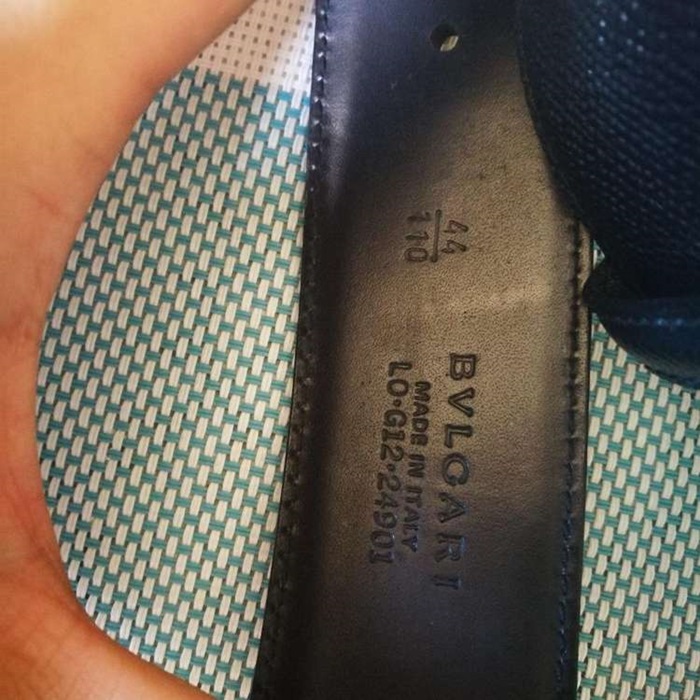 44
110
BVLGARI
MADE IN ITALY
LO·G12·24901